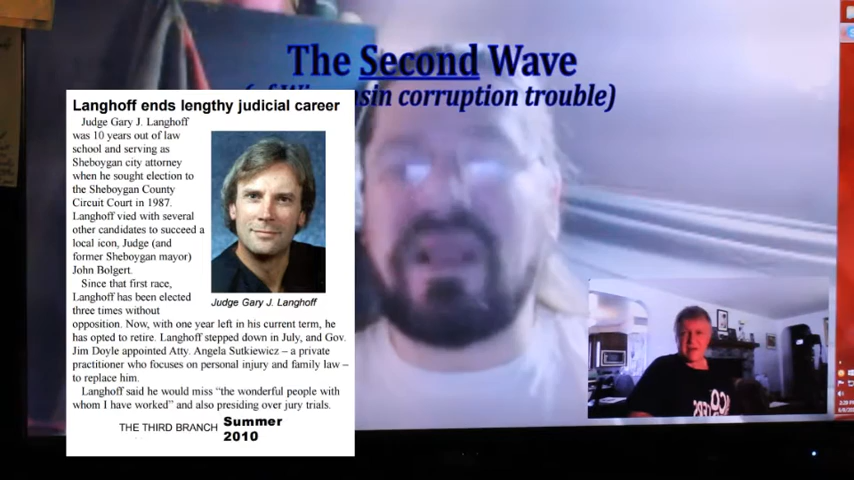 The Second Wave
sin corruption trouble)
Langhoff ends lengthy judicial career
Judge Gary J. Langhoff
was 10 years out of law
school and serving as
Sheboygan city attorney
when he sought election to
the Sheboygan County
Circuit Court in 1987.
Langhoff vied with several
other candidates to succeed a
local icon, Judge (and
former Sheboygan mayor)
John Bolgert.
Since that first race,
Langhoff has been elected
three times without
opposition. Now, with one year left in his current term, he
has opted to retire. Langhoff stepped down in July, and Gov.
Jim Doyle appointed Atty. Angela Sutkiewicz – a private
practitioner who focuses on personal injury and family law –
to replace him.
Langhoff said he would miss “the wonderful people with
whom I have worked” and also presiding over jury trials.
Judge Gary J. Langhoff
THE THIRD BRANCH Summer
2010